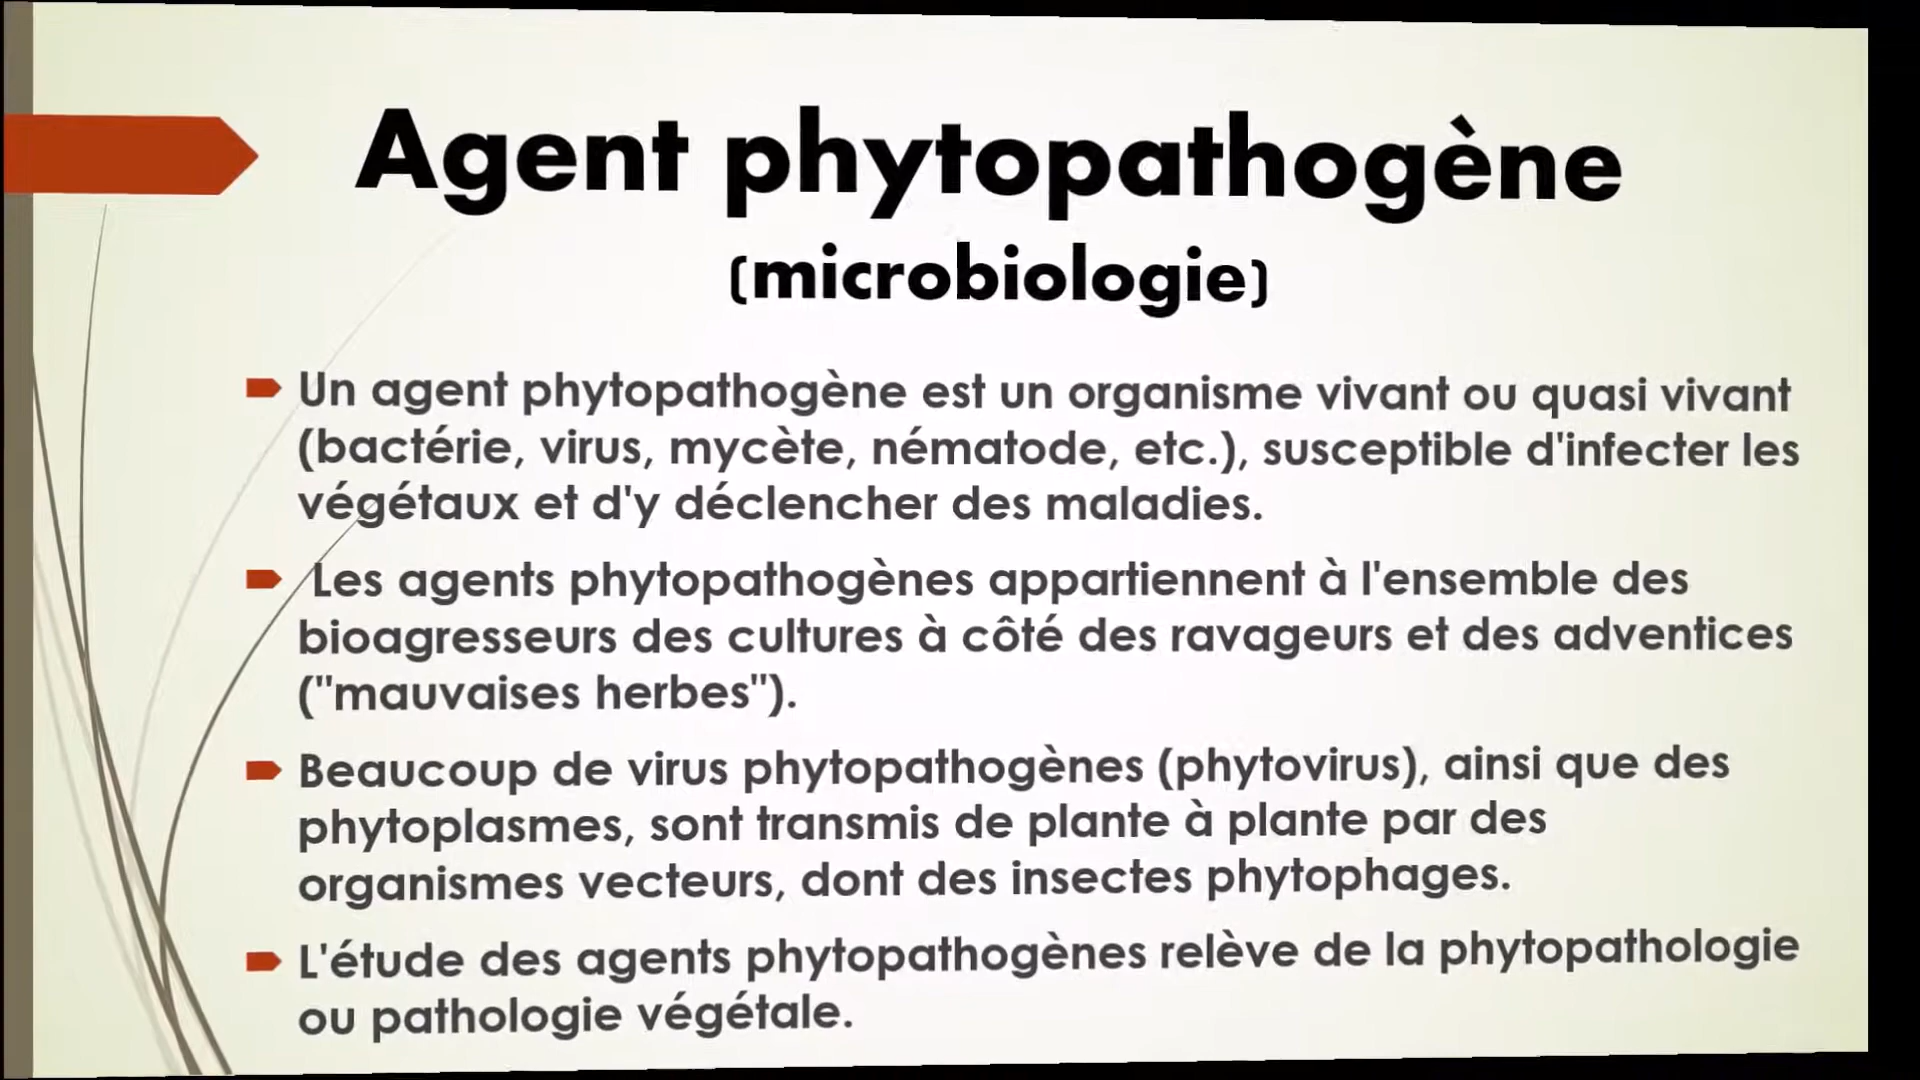 Agent phytopathogène
(microbiologie)
Un agent phytopathogène est un organisme vivant ou quasi vivant
(bactérie, virus, mycète, nématode, etc.), susceptible d'infecter les
végétaux et d'y déclencher des maladies.
Les agents phytopathogènes appartiennent à l'ensemble des
bioagresseurs des cultures à côté des ravageurs et des adventices
("mauvaises herbes").
Beaucoup de virus phytopathogènes (phytovirus), ainsi que des
phytoplasmes, sont transmis de plante à plante par des
organismes vecteurs, dont des insectes phytophages.
L'étude des agents phytopathogènes relève de la phytopathologie
ou pathologie végétale.